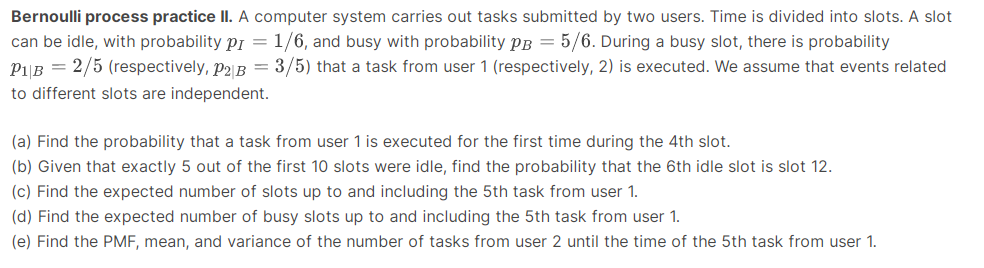 Bernoulli process practice II. A computer system carries out tasks submitted by two users. Time is divided into slots. A slot
can be idle, with probability p_I = 1/6, and busy with probability p_B = 5/6. During a busy slot, there is probability
p_{1|B} = 2/5 (respectively, p_{2|B} = 3/5) that a task from user 1 (respectively, 2) is executed. We assume that events related
to different slots are independent.
(a) Find the probability that a task from user 1 is executed for the first time during the 4th slot.
(b) Given that exactly 5 out of the first 10 slots were idle, find the probability that the 6th idle slot is slot 12.
(c) Find the expected number of slots up to and including the 5th task from user 1.
(d) Find the expected number of busy slots up to and including the 5th task from user 1.
(e) Find the PMF, mean, and variance of the number of tasks from user 2 until the time of the 5th task from user 1.